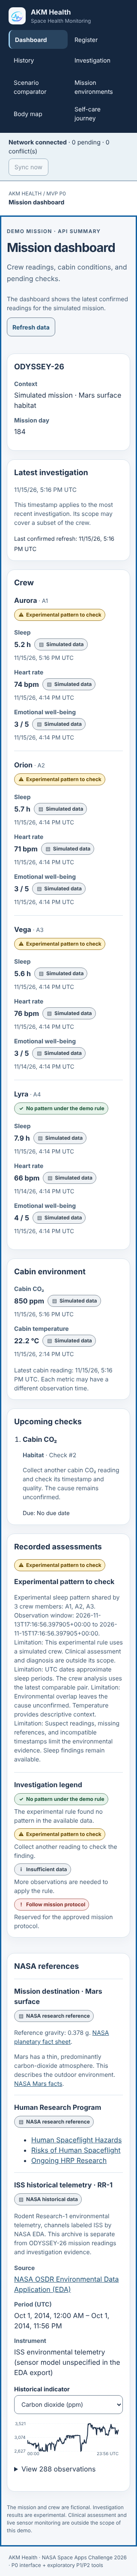 AKM Health
Space Health Monitoring
Dashboard
Register
History
Investigation
Scenario
comparator
Mission
environments
Body map
Self-care
journey
Network connected · 0 pending · 0
conflict(s)
Sync now
AKM HEALTH / MVP P0
Mission dashboard
DEMO MISSION · API SUMMARY
Mission dashboard
Crew readings, cabin conditions, and
pending checks.
The dashboard shows the latest confirmed
readings for the simulated mission.
Refresh data
ODYSSEY-26
Context
Simulated mission · Mars surface
habitat
Mission day
184
Latest investigation
11/15/26, 5:16 PM UTC
This timestamp applies to the most
recent investigation. Its scope may
cover a subset of the crew.
Last confirmed refresh: 11/15/26, 5:16
PM UTC
Crew
Aurora · A1
Experimental pattern to check
Sleep
5.2 h Simulated data
11/15/26, 5:16 PM UTC
Heart rate
74 bpm Simulated data
11/15/26, 4:14 PM UTC
Emotional well-being
3 / 5 Simulated data
11/15/26, 4:14 PM UTC
Orion · A2
Experimental pattern to check
Sleep
5.7 h Simulated data
11/15/26, 4:14 PM UTC
Heart rate
71 bpm Simulated data
11/15/26, 4:14 PM UTC
Emotional well-being
3 / 5 Simulated data
11/15/26, 4:14 PM UTC
Vega · A3
Experimental pattern to check
Sleep
5.6 h Simulated data
11/15/26, 4:14 PM UTC
Heart rate
76 bpm Simulated data
11/15/26, 4:14 PM UTC
Emotional well-being
3 / 5 Simulated data
11/14/26, 4:14 PM UTC
Lyra · A4
No pattern under the demo rule
Sleep
7.9 h Simulated data
11/15/26, 4:14 PM UTC
Heart rate
66 bpm Simulated data
11/14/26, 4:14 PM UTC
Emotional well-being
4 / 5 Simulated data
11/15/26, 4:14 PM UTC
Cabin environment
Cabin CO₂
850 ppm Simulated data
11/15/26, 5:16 PM UTC
Cabin temperature
22.2 °C Simulated data
11/15/26, 2:14 PM UTC
Latest cabin reading: 11/15/26, 5:16
PM UTC. Each metric may have a
different observation time.
Upcoming checks
1. Cabin CO₂
Habitat · Check #2
Collect another cabin CO₂ reading
and check its timestamp and
quality. The cause remains
unconfirmed.
Due: No due date
Recorded assessments
Experimental pattern to check
Experimental pattern to check
Experimental sleep pattern shared by
3 crew members: A1, A2, A3.
Observation window: 2026-11-
13T17:16:56.397905+00:00 to 2026-
11-15T17:16:56.397905+00:00.
Limitation: This experimental rule uses
a simulated crew. Clinical assessment
and diagnosis are outside its scope.
Limitation: UTC dates approximate
sleep periods. The crew analysis uses
the latest comparable pair. Limitation:
Environmental overlap leaves the
cause unconfirmed. Temperature
provides descriptive context.
Limitation: Suspect readings, missing
references, and incompatible
timestamps limit the environmental
evidence. Sleep findings remain
available.
Investigation legend
No pattern under the demo rule
The experimental rule found no
pattern in the available data.
Experimental pattern to check
Collect another reading to check the
finding.
Insufficient data
More observations are needed to
apply the rule.
Follow mission protocol
Reserved for the approved mission
protocol.
NASA references
Mission destination · Mars
surface
NASA research reference
Reference gravity: 0.378 g. NASA
planetary fact sheet.
Mars has a thin, predominantly
carbon-dioxide atmosphere. This
describes the outdoor environment.
NASA Mars facts.
Human Research Program
NASA research reference
Human Spaceflight Hazards
Risks of Human Spaceflight
Ongoing HRP Research
ISS historical telemetry · RR-1
NASA historical data
Rodent Research-1 environmental
telemetry, channels labeled ISS by
NASA EDA. This archive is separate
from ODYSSEY-26 mission readings
and investigation evidence.
Source
NASA OSDR Environmental Data
Application (EDA)
Period (UTC)
Oct 1, 2014, 12:00 AM – Oct 1,
2014, 11:56 PM
Instrument
ISS environmental telemetry
(sensor model unspecified in the
EDA export)
Historical indicator
Carbon dioxide (ppm)
3,521
3,074
2,627
00:00
23:56 UTC
View 288 observations
The mission and crew are fictional. Investigation
results are experimental. Clinical assessment and
live sensor monitoring are outside the scope of
this demo.
AKM Health · NASA Space Apps Challenge 2026
· P0 interface + exploratory P1/P2 tools